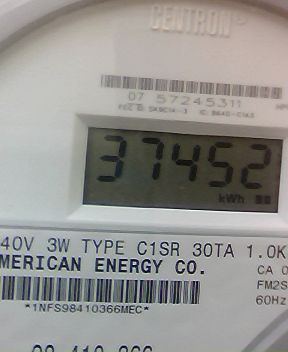 CENTRON
07 57245311
37452
kWh
40V 3W TYPE C1SR 30TA 1.0K
MERICAN ENERGY CO.
CA 0
FM2S
60Hz
*1NFS98410366MEC*